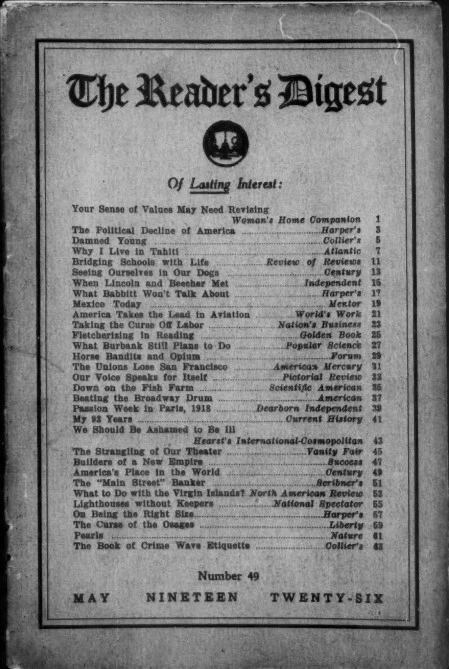 The Reader's Digest
Of Lasting Interest:
Your Sense of Values May Need Revising
Woman's Home Companion 1
The Political Decline of America Harper's 3
Damned Young Collier's 5
Why I Live in Tahiti Atlantic 7
Bridging Schools with Life Review of Reviews 11
Seeing Ourselves in Our Dogs Century 13
When Lincoln and Beecher Met Independent 15
What Babbitt Won't Talk About Harper's 17
Mexico Today Mentor 19
America Takes the Lead in Aviation World's Work 21
Taking the Curse Off Labor Nation's Business 23
Fletcherizing in Reading Golden Book 25
What Burbank Still Plans to Do Popular Science 27
Horse Bandits and Opium Forum 29
The Unions Lose San Francisco American Mercury 31
Our Voice Speaks for Itself Pictorial Review 33
Down on the Fish Farm Scientific American 35
Beating the Broadway Drum American 37
Passion Week in Paris, 1918 Dearborn Independent 39
My 92 Years Current History 41
We Should Be Ashamed to Be Ill
Hearst's International-Cosmopolitan 43
The Strangling of Our Theater Vanity Fair 45
Builders of a New Empire Success 47
America's Place in the World Century 49
The "Main Street" Banker Scribner's 51
What to Do with the Virgin Islands? North American Review 53
Lighthouses without Keepers National Spectator 55
On Being the Right Size Harper's 57
The Curse of the Osages Liberty 59
Pearls Nature 61
The Book of Crime Wave Etiquette Collier's
Number 49
MAY NINETEEN TWENTY-SIX